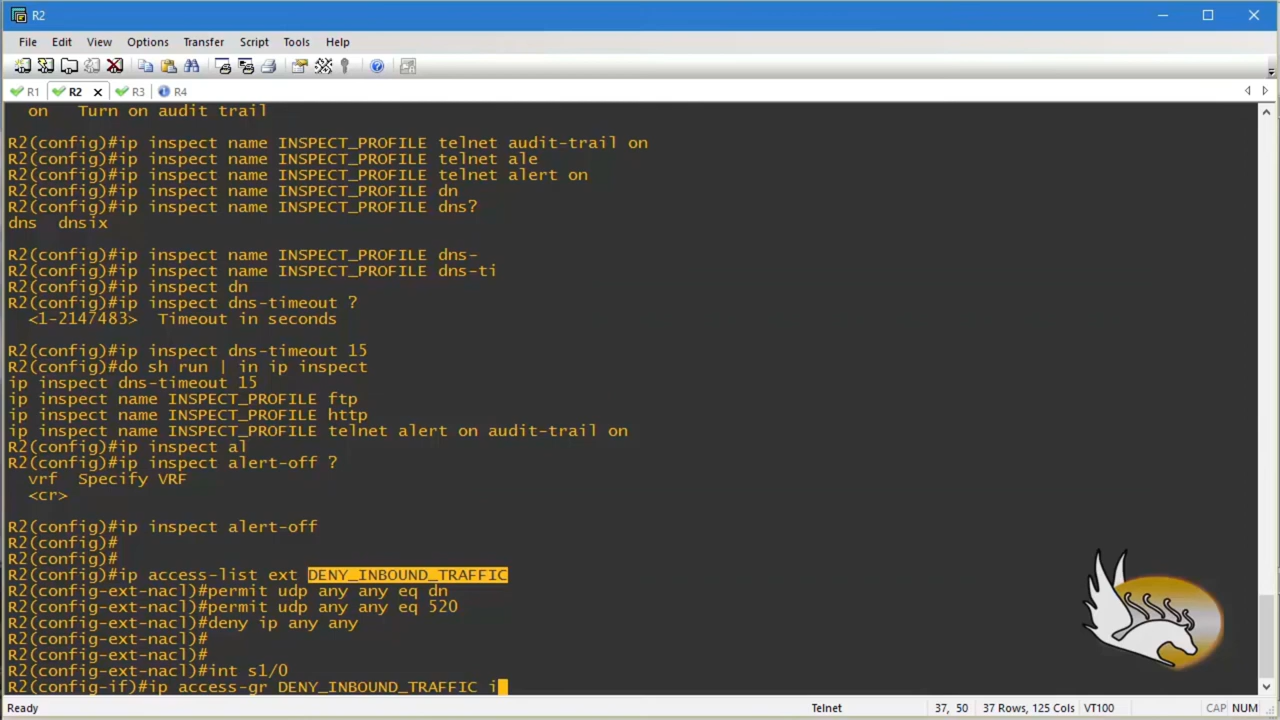 R2
File Edit View Options Transfer Script Tools Help
R1 R2 R3 R4
on Turn on audit trail
R2(config)#ip inspect name INSPECT_PROFILE telnet audit-trail on
R2(config)#ip inspect name INSPECT_PROFILE telnet ale
R2(config)#ip inspect name INSPECT_PROFILE telnet alert on
R2(config)#ip inspect name INSPECT_PROFILE dn
R2(config)#ip inspect name INSPECT_PROFILE dns?
dns dnsix
R2(config)#ip inspect name INSPECT_PROFILE dns-
R2(config)#ip inspect name INSPECT_PROFILE dns-ti
R2(config)#ip inspect dn
R2(config)#ip inspect dns-timeout ?
<1-2147483> Timeout in seconds
R2(config)#ip inspect dns-timeout 15
R2(config)#do sh run | in ip inspect
ip inspect dns-timeout 15
ip inspect name INSPECT_PROFILE ftp
ip inspect name INSPECT_PROFILE http
ip inspect name INSPECT_PROFILE telnet alert on audit-trail on
R2(config)#ip inspect al
R2(config)#ip inspect alert-off ?
vrf Specify VRF
<cr>
R2(config)#ip inspect alert-off
R2(config)#
R2(config)#
R2(config)#ip access-list ext DENY_INBOUND_TRAFFIC
R2(config-ext-nacl)#permit udp any any eq dn
R2(config-ext-nacl)#permit udp any any eq 520
R2(config-ext-nacl)#deny ip any any
R2(config-ext-nacl)#
R2(config-ext-nacl)#
R2(config-ext-nacl)#int s1/0
R2(config-if)#ip access-gr DENY_INBOUND_TRAFFIC i
Ready Telnet 37, 50 37 Rows, 125 Cols VT100 CAP NUM